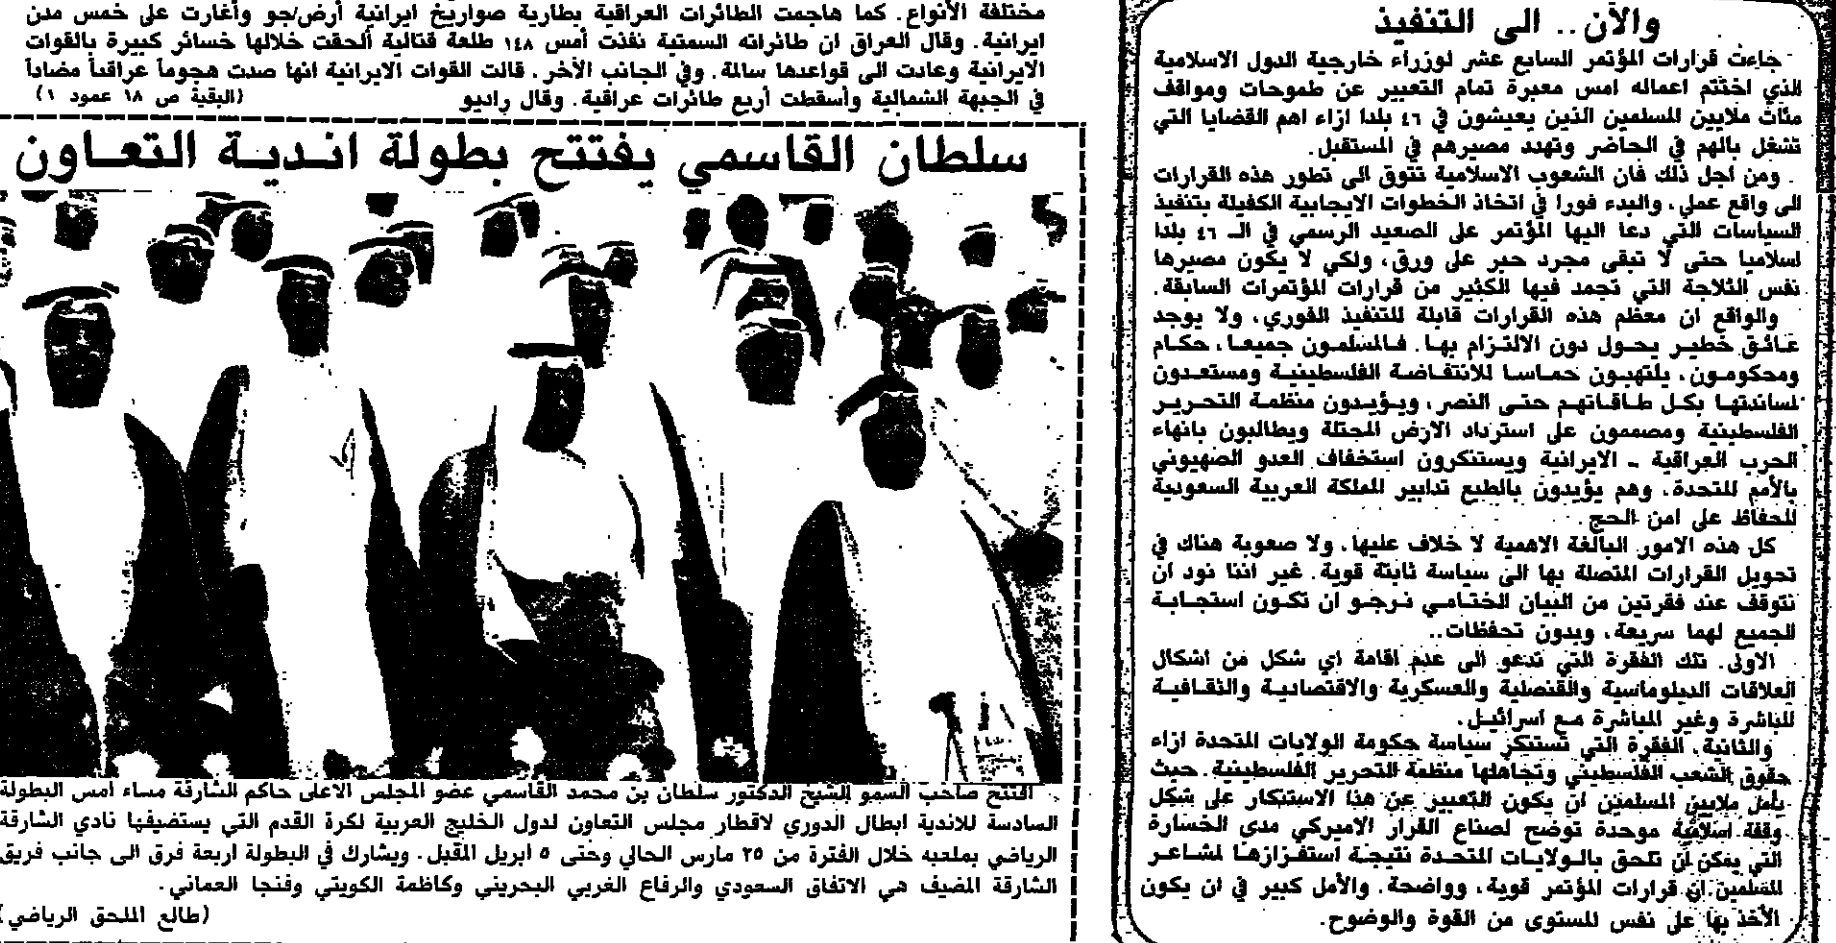 والآن.. الى التنفيذ
جاءت قرارات المؤتمر السابع عشر لوزراء خارجية الدول الاسلامية
الذي اختتم اعماله امس معبرة تمام التعبير عن طموحات ومواقف
مئات ملايين المسلمين الذين يعيشون في ٤٦ بلدا ازاء اهم القضايا التي
تشغل بالهم في الحاضر وتهدد مصيرهم في المستقبل.
ومن اجل ذلك فان الشعوب الاسلامية تتوق الى تطور هذه القرارات
الى واقع عملي، والبدء فورا في اتخاذ الخطوات الايجابية الكفيلة بتنفيذ
السياسات التي دعا اليها المؤتمر على الصعيد الرسمي في الـ ٤٦ بلدا
اسلاميا حتى لا تبقى مجرد حبر على ورق، ولكي لا يكون مصيرها
نفس الثلاجة التي تجمد فيها الكثير من قرارات المؤتمرات السابقة.
والواقع ان معظم هذه القرارات قابلة للتنفيذ الفوري، ولا يوجد
عائق خطير يحول دون الالتزام بها. فالمسلمون جميعا، حكام
ومحكومون، يلتهبون حماسا للانتفاضة الفلسطينية ومستعدون
لمساندتها بكل طاقاتهم حتى النصر، ويؤيدون منظمة التحرير
الفلسطينية ومصممون على استرداد الارض المحتلة ويطالبون بانهاء
الحرب العراقية - الايرانية ويستنكرون استخفاف العدو الصهيوني
بالأمم المتحدة، وهم يؤيدون بالطبع تدابير المملكة العربية السعودية
للحفاظ على امن الحج.
كل هذه الامور البالغة الاهمية لا خلاف عليها، ولا صعوبة هناك في
تحويل القرارات المتصلة بها الى سياسة ثابتة قوية. غير اننا نود ان
نتوقف عند فقرتين من البيان الختامي نرجو ان تكون استجابة
الجميع لهما سريعة، وبدون تحفظات..
الاولى. تلك الفقرة التي تدعو الى عدم اقامة اي شكل من اشكال
العلاقات الدبلوماسية والقنصلية والعسكرية والاقتصادية والثقافية
المباشرة وغير المباشرة مع اسرائيل.
والثانية. الفقرة التي تستنكر سياسة حكومة الولايات المتحدة ازاء
حقوق الشعب الفلسطيني وتجاهلها منظمة التحرير الفلسطينية. حيث
يأمل ملايين المسلمين ان يكون التعبير عن هذا الاستنكار على شكل
وقفة اسلامية موحدة توضح لصناع القرار الاميركي مدى الخسارة
التي يمكن أن تلحق بالولايات المتحدة نتيجة استفزازها لمشاعر
المسلمين. ان قرارات المؤتمر قوية، وواضحة. والأمل كبير في ان يكون
الأخذ بها على نفس المستوى من القوة والوضوح.
مختلفة الأنواع. كما هاجمت الطائرات العراقية بطارية صواريخ ايرانية أرض/جو وأغارت على خمس مدن
ايرانية. وقال العراق ان طائراته السمتية نفذت أمس ١٤٨ طلعة قتالية ألحقت خلالها خسائر كبيرة بالقوات
الايرانية وعادت الى قواعدها سالمة. وفي الجانب الآخر، قالت القوات الايرانية انها صدت هجوماً عراقياً مضاداً
في الجبهة الشمالية وأسقطت أربع طائرات عراقية. وقال راديو (البقية ص ١٨ عمود ١)
سلطان القاسمي يفتتح بطولة اندية التعاون
افتتح صاحب السمو الشيخ الدكتور سلطان بن محمد القاسمي عضو المجلس الاعلى حاكم الشارقة مساء امس البطولة
السادسة للاندية ابطال الدوري لاقطار مجلس التعاون لدول الخليج العربية لكرة القدم التي يستضيفها نادي الشارقة
الرياضي بملعبه خلال الفترة من ٢٥ مارس الحالي وحتى ٥ ابريل المقبل. ويشارك في البطولة اربعة فرق الى جانب فريق
الشارقة المضيف هي الاتفاق السعودي والرفاع الغربي البحريني وكاظمة الكويتي وفنجا العماني.
(طالع الملحق الرياضي)